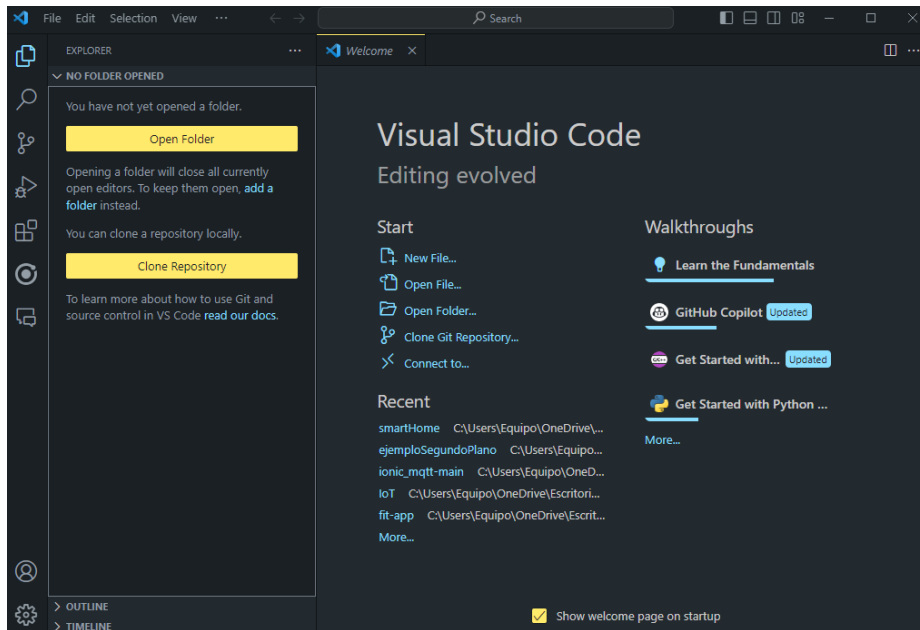 File Edit Selection View ··· Search
EXPLORER ···
NO FOLDER OPENED
You have not yet opened a folder.
Open Folder
Opening a folder will close all currently
open editors. To keep them open, add a
folder instead.
You can clone a repository locally.
Clone Repository
To learn more about how to use Git and
source control in VS Code read our docs.
OUTLINE
TIMELINE
Welcome
Visual Studio Code
Editing evolved
Start
New File...
Open File...
Open Folder...
Clone Git Repository...
Connect to...
Recent
smartHome C:\Users\Equipo\OneDrive\...
ejemploSegundoPlano C:\Users\Equipo...
ionic_mqtt-main C:\Users\Equipo\OneD...
IoT C:\Users\Equipo\OneDrive\Escritori...
fit-app C:\Users\Equipo\OneDrive\Escrit...
More...
Walkthroughs
Learn the Fundamentals
GitHub Copilot Updated
Get Started with... Updated
Get Started with Python ...
More...
Show welcome page on startup